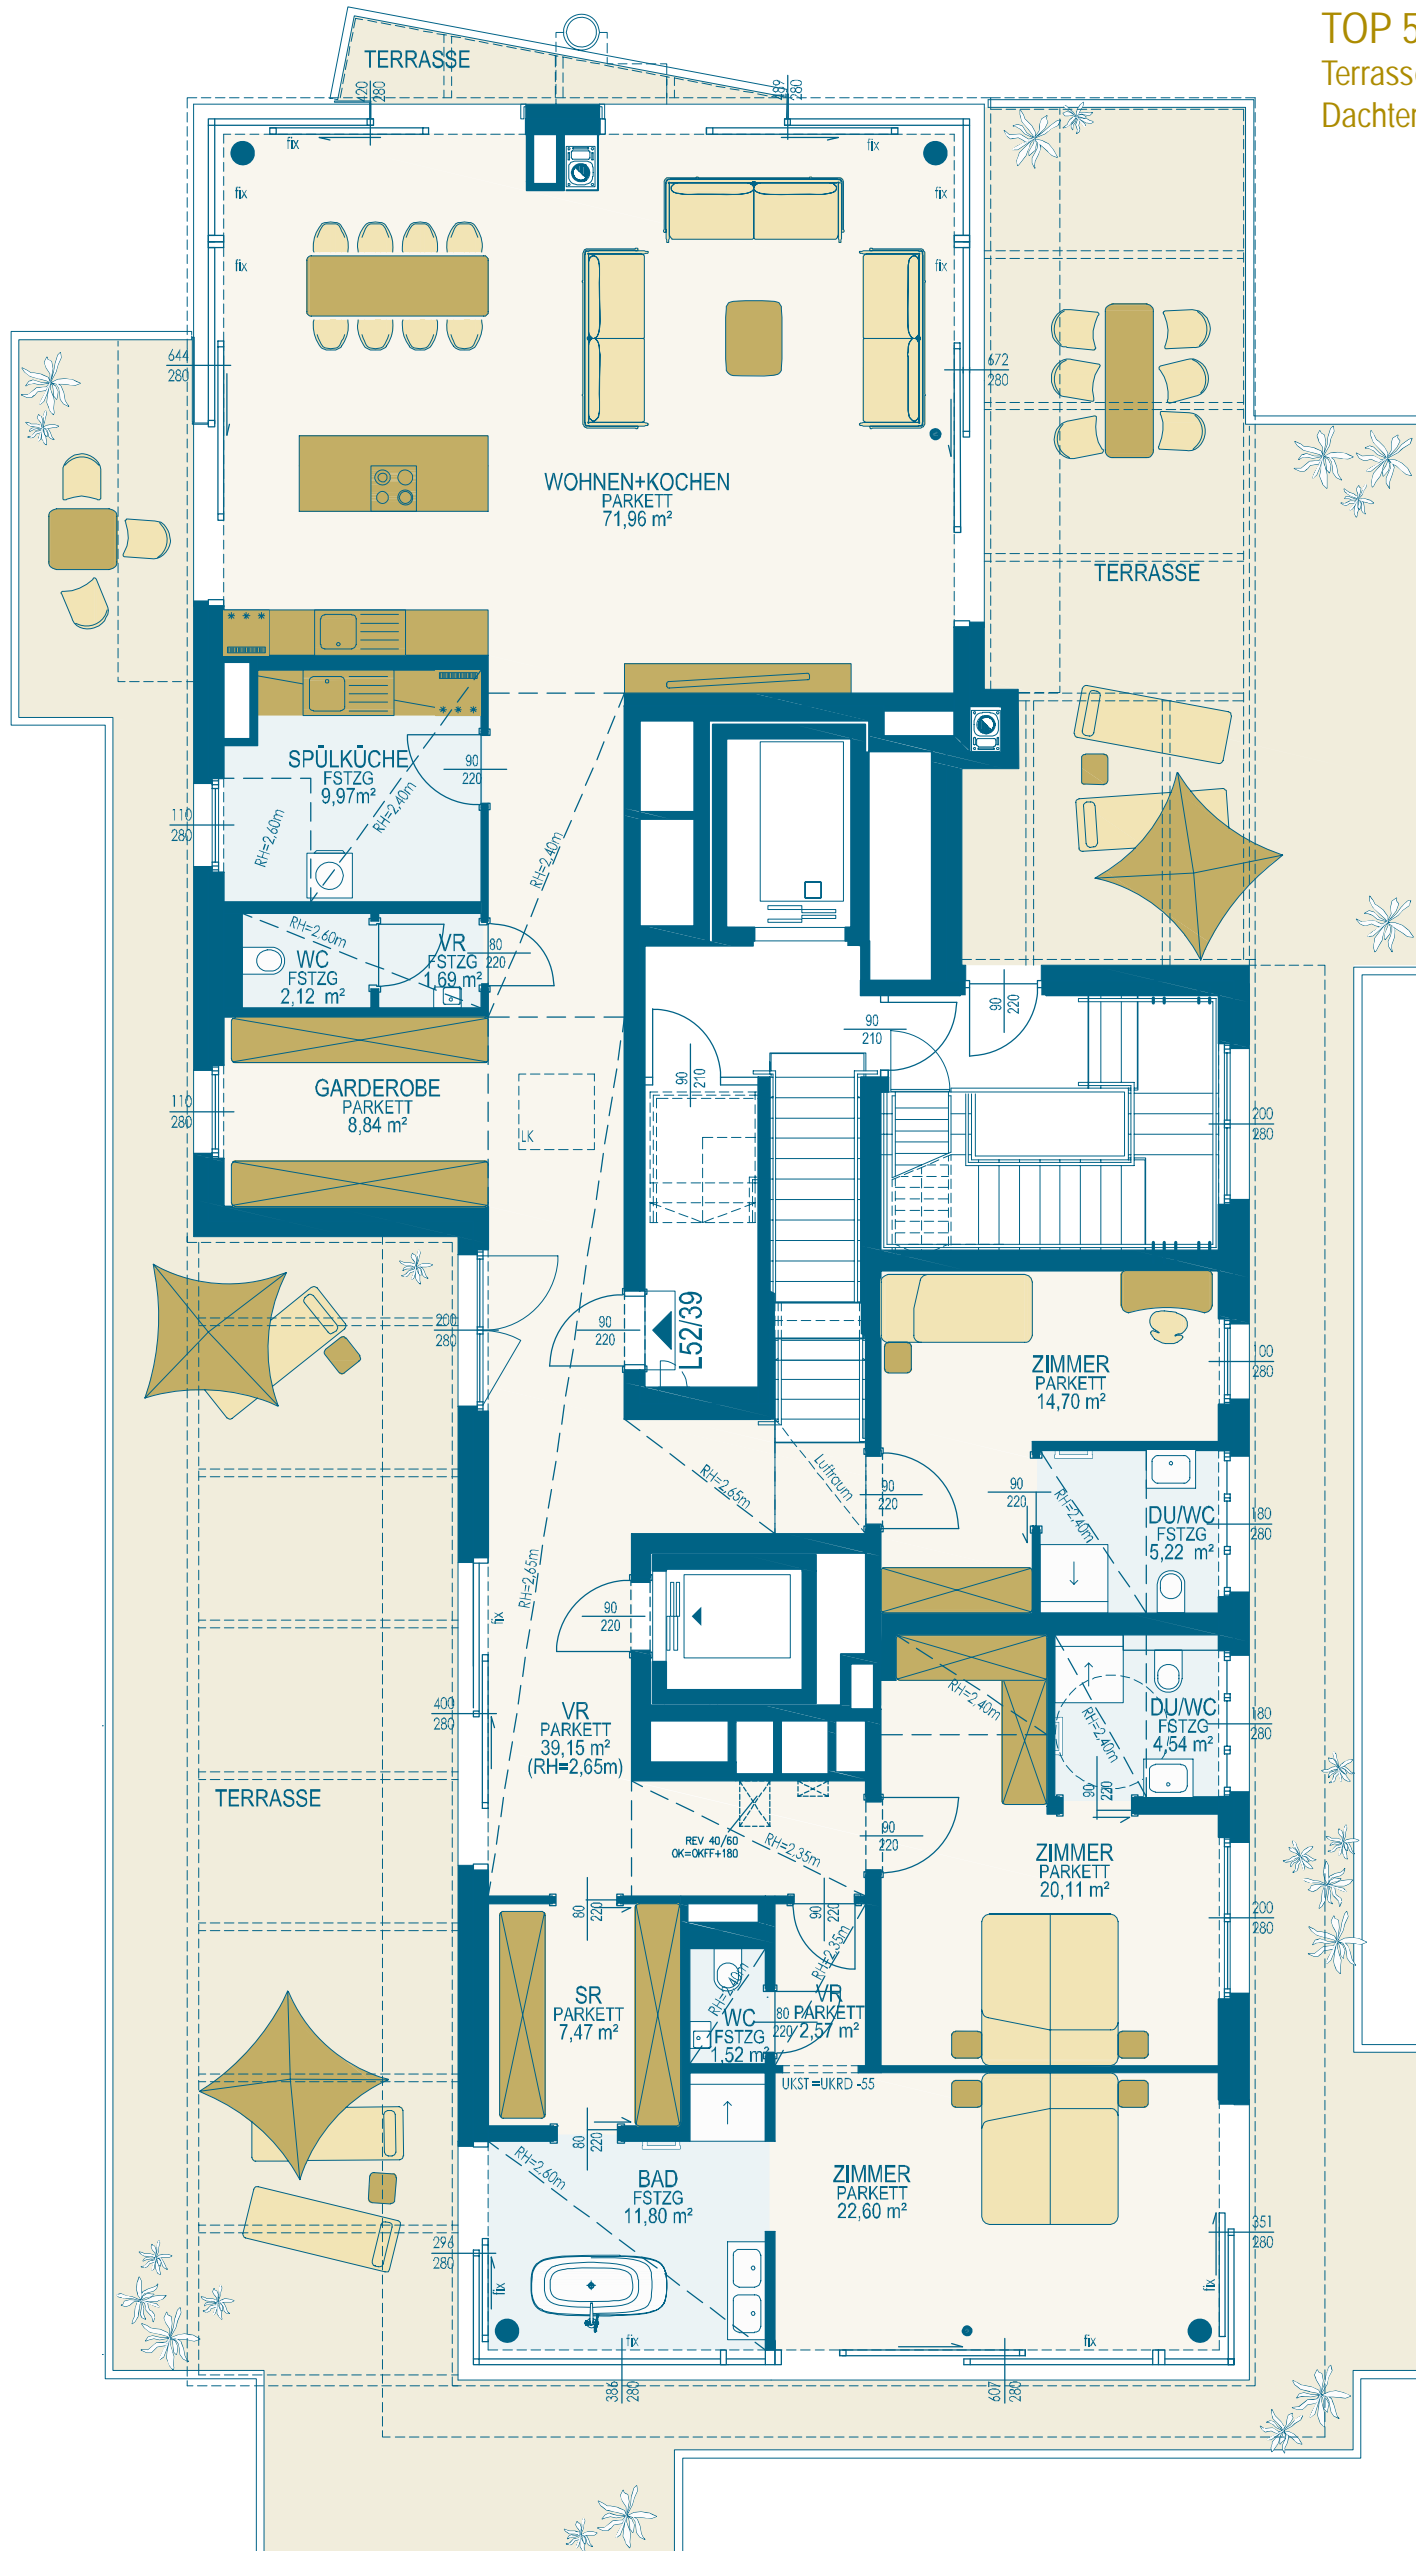 TOP 5
Terrass
Dachter
TERRASSE
420
280
489
280
fix
fix
fix
fix
fix
fix
644
280
672
280
WOHNEN+KOCHEN
PARKETT
71,96 m²
TERRASSE
SPÜLKÜCHE
FSTZG
9,97m²
90
220
RH=2,40m
RH=2,60m
110
280
RH=2,40m
RH=2,60m
WC
FSTZG
2,12 m²
VR
FSTZG
1,69 m²
80
220
90
210
90
220
90
210
GARDEROBE
PARKETT
8,84 m²
110
280
LK
200
280
200
280
90
220
L52/39
ZIMMER
PARKETT
14,70 m²
100
280
RH=2,65m
Luftraum
90
220
90
220
RH=2,40m
DU/WC
FSTZG
5,22 m²
180
280
RH=2,65m
fix
90
220
400
280
VR
PARKETT
39,15 m²
(RH=2,65m)
RH=2,40m
RH=2,40m
DU/WC
FSTZG
4,54 m²
180
280
90
220
TERRASSE
REV 40/60
OK=OKFF+180
RH=2,35m
90
220
ZIMMER
PARKETT
20,11 m²
200
280
80
220
90
220
RH=2,35m
SR
PARKETT
7,47 m²
RH=2,40m
WC
FSTZG
1,52 m²
80
220
VR
PARKETT
2,57 m²
UKST=UKRD -55
80
220
RH=2,60m
BAD
FSTZG
11,80 m²
ZIMMER
PARKETT
22,60 m²
296
280
351
280
fix
fix
fix
fix
386
280
607
280